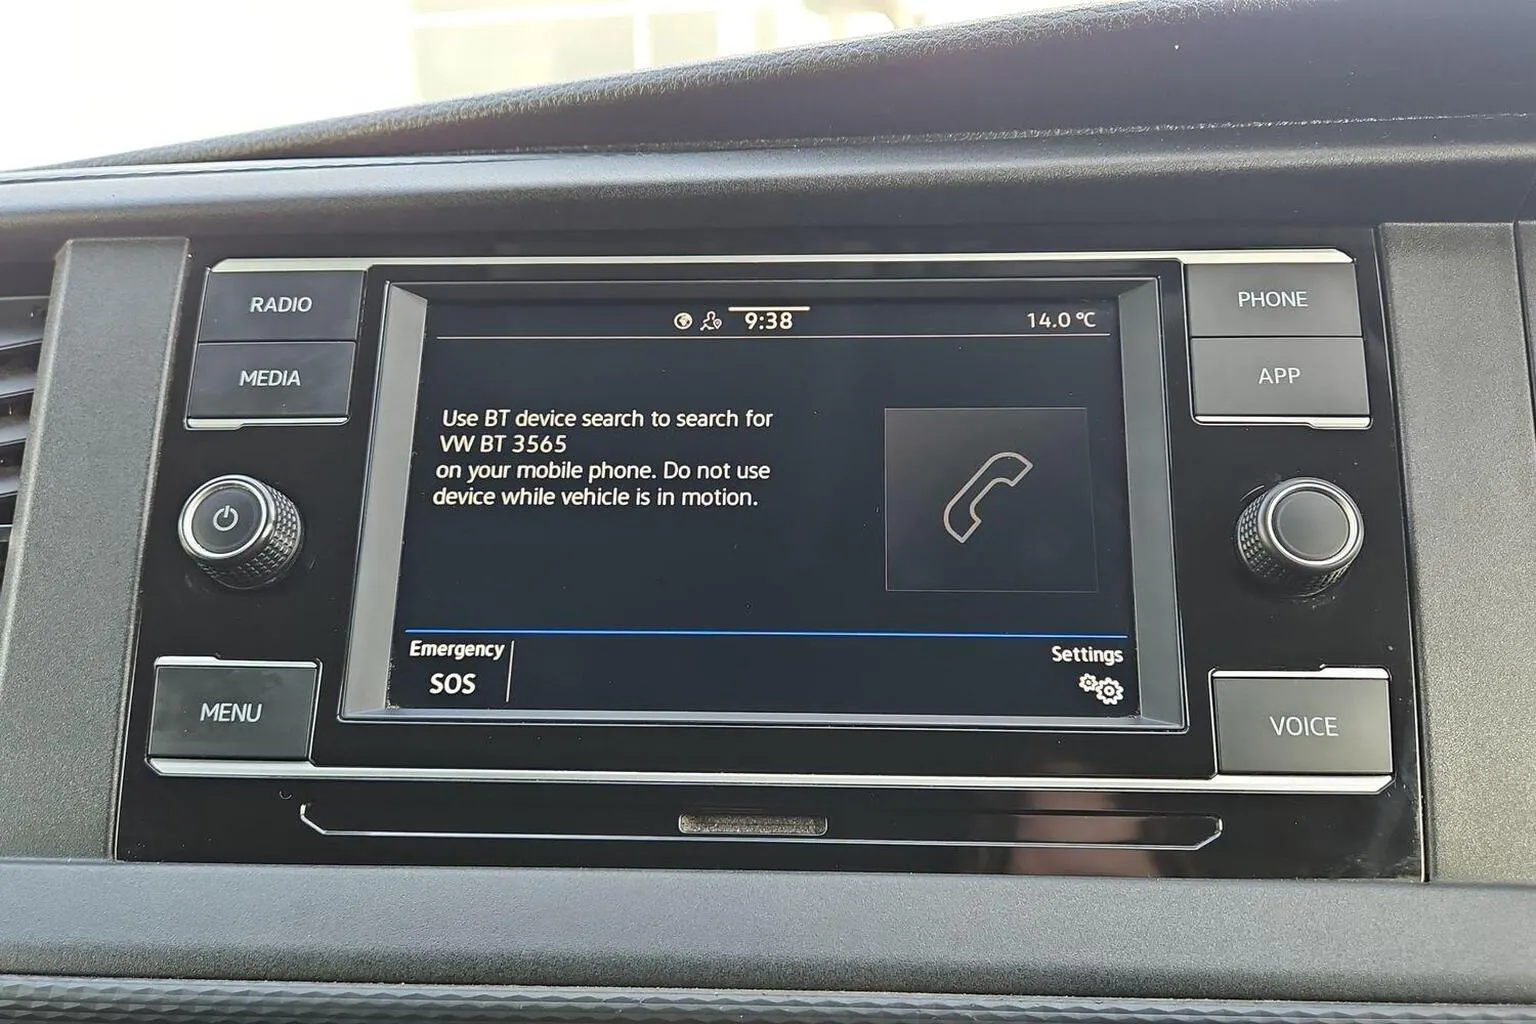 RADIO
PHONE
9:38
14.0 °C
MEDIA
APP
Use BT device search to search for
VW BT 3565
on your mobile phone. Do not use
device while vehicle is in motion.
Emergency
SOS
Settings
MENU
VOICE